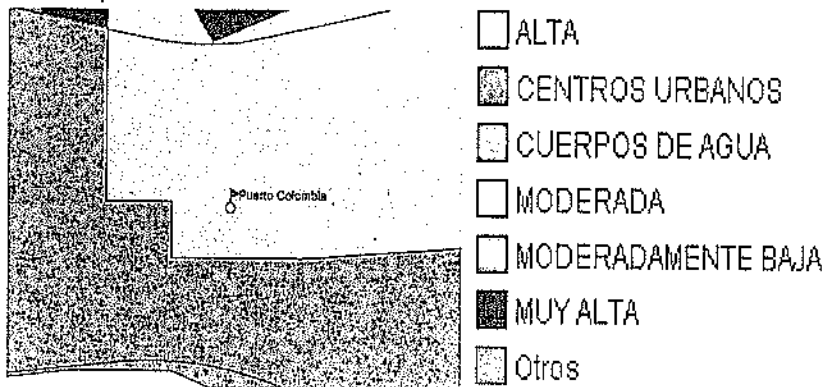 Puerto Colombia
ALTA
CENTROS URBANOS
CUERPOS DE AGUA
MODERADA
MODERADAMENTE BAJA
MUY ALTA
Otros